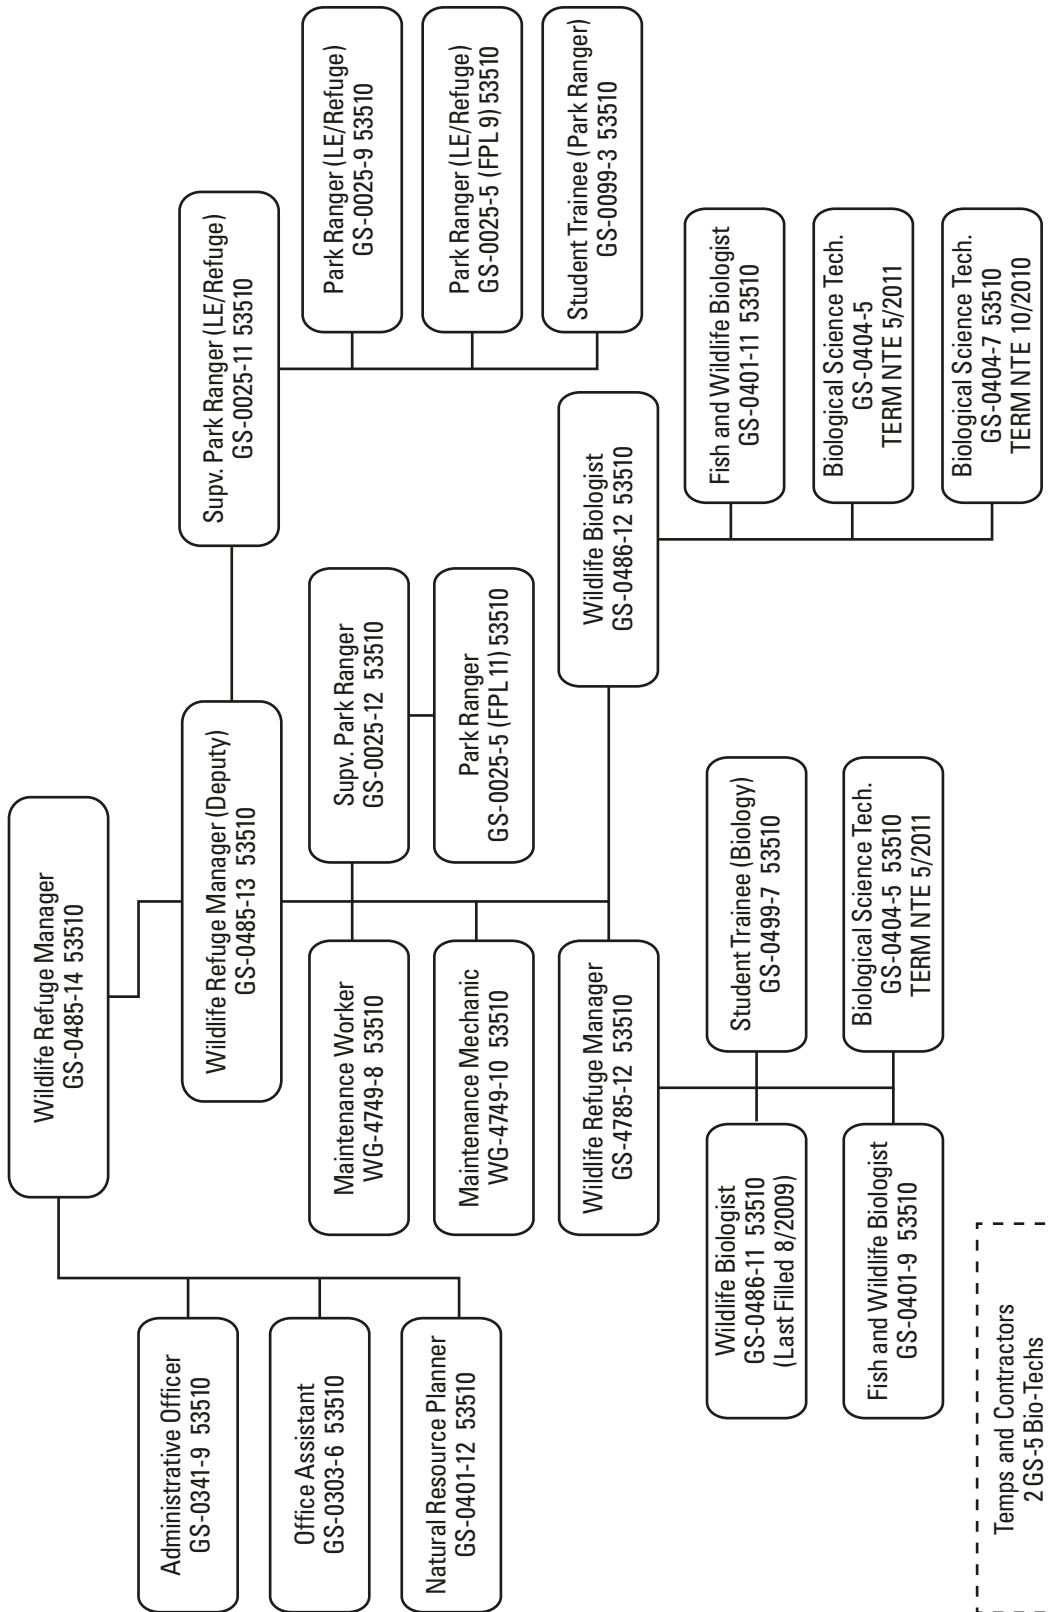 Wildlife Refuge Manager
GS-0485-14 53510
Administrative Officer
GS-0341-9 53510
Office Assistant
GS-0303-6 53510
Natural Resource Planner
GS-0401-12 53510
Wildlife Refuge Manager (Deputy)
GS-0485-13 53510
Supv. Park Ranger (LE/Refuge)
GS-0025-11 53510
Park Ranger (LE/Refuge)
GS-0025-9 53510
Park Ranger (LE/Refuge)
GS-0025-5 (FPL 9) 53510
Student Trainee (Park Ranger)
GS-0099-3 53510
Maintenance Worker
WG-4749-8 53510
Supv. Park Ranger
GS-0025-12 53510
Maintenance Mechanic
WG-4749-10 53510
Park Ranger
GS-0025-5 (FPL 11) 53510
Wildlife Refuge Manager
GS-4785-12 53510
Wildlife Biologist
GS-0486-12 53510
Wildlife Biologist
GS-0486-11 53510
(Last Filled 8/2009)
Student Trainee (Biology)
GS-0499-7 53510
Fish and Wildlife Biologist
GS-0401-9 53510
Biological Science Tech.
GS-0404-5 53510
TERM NTE 5/2011
Fish and Wildlife Biologist
GS-0401-11 53510
Biological Science Tech.
GS-0404-5
TERM NTE 5/2011
Biological Science Tech.
GS-0404-7 53510
TERM NTE 10/2010
Temps and Contractors
2 GS-5 Bio-Techs